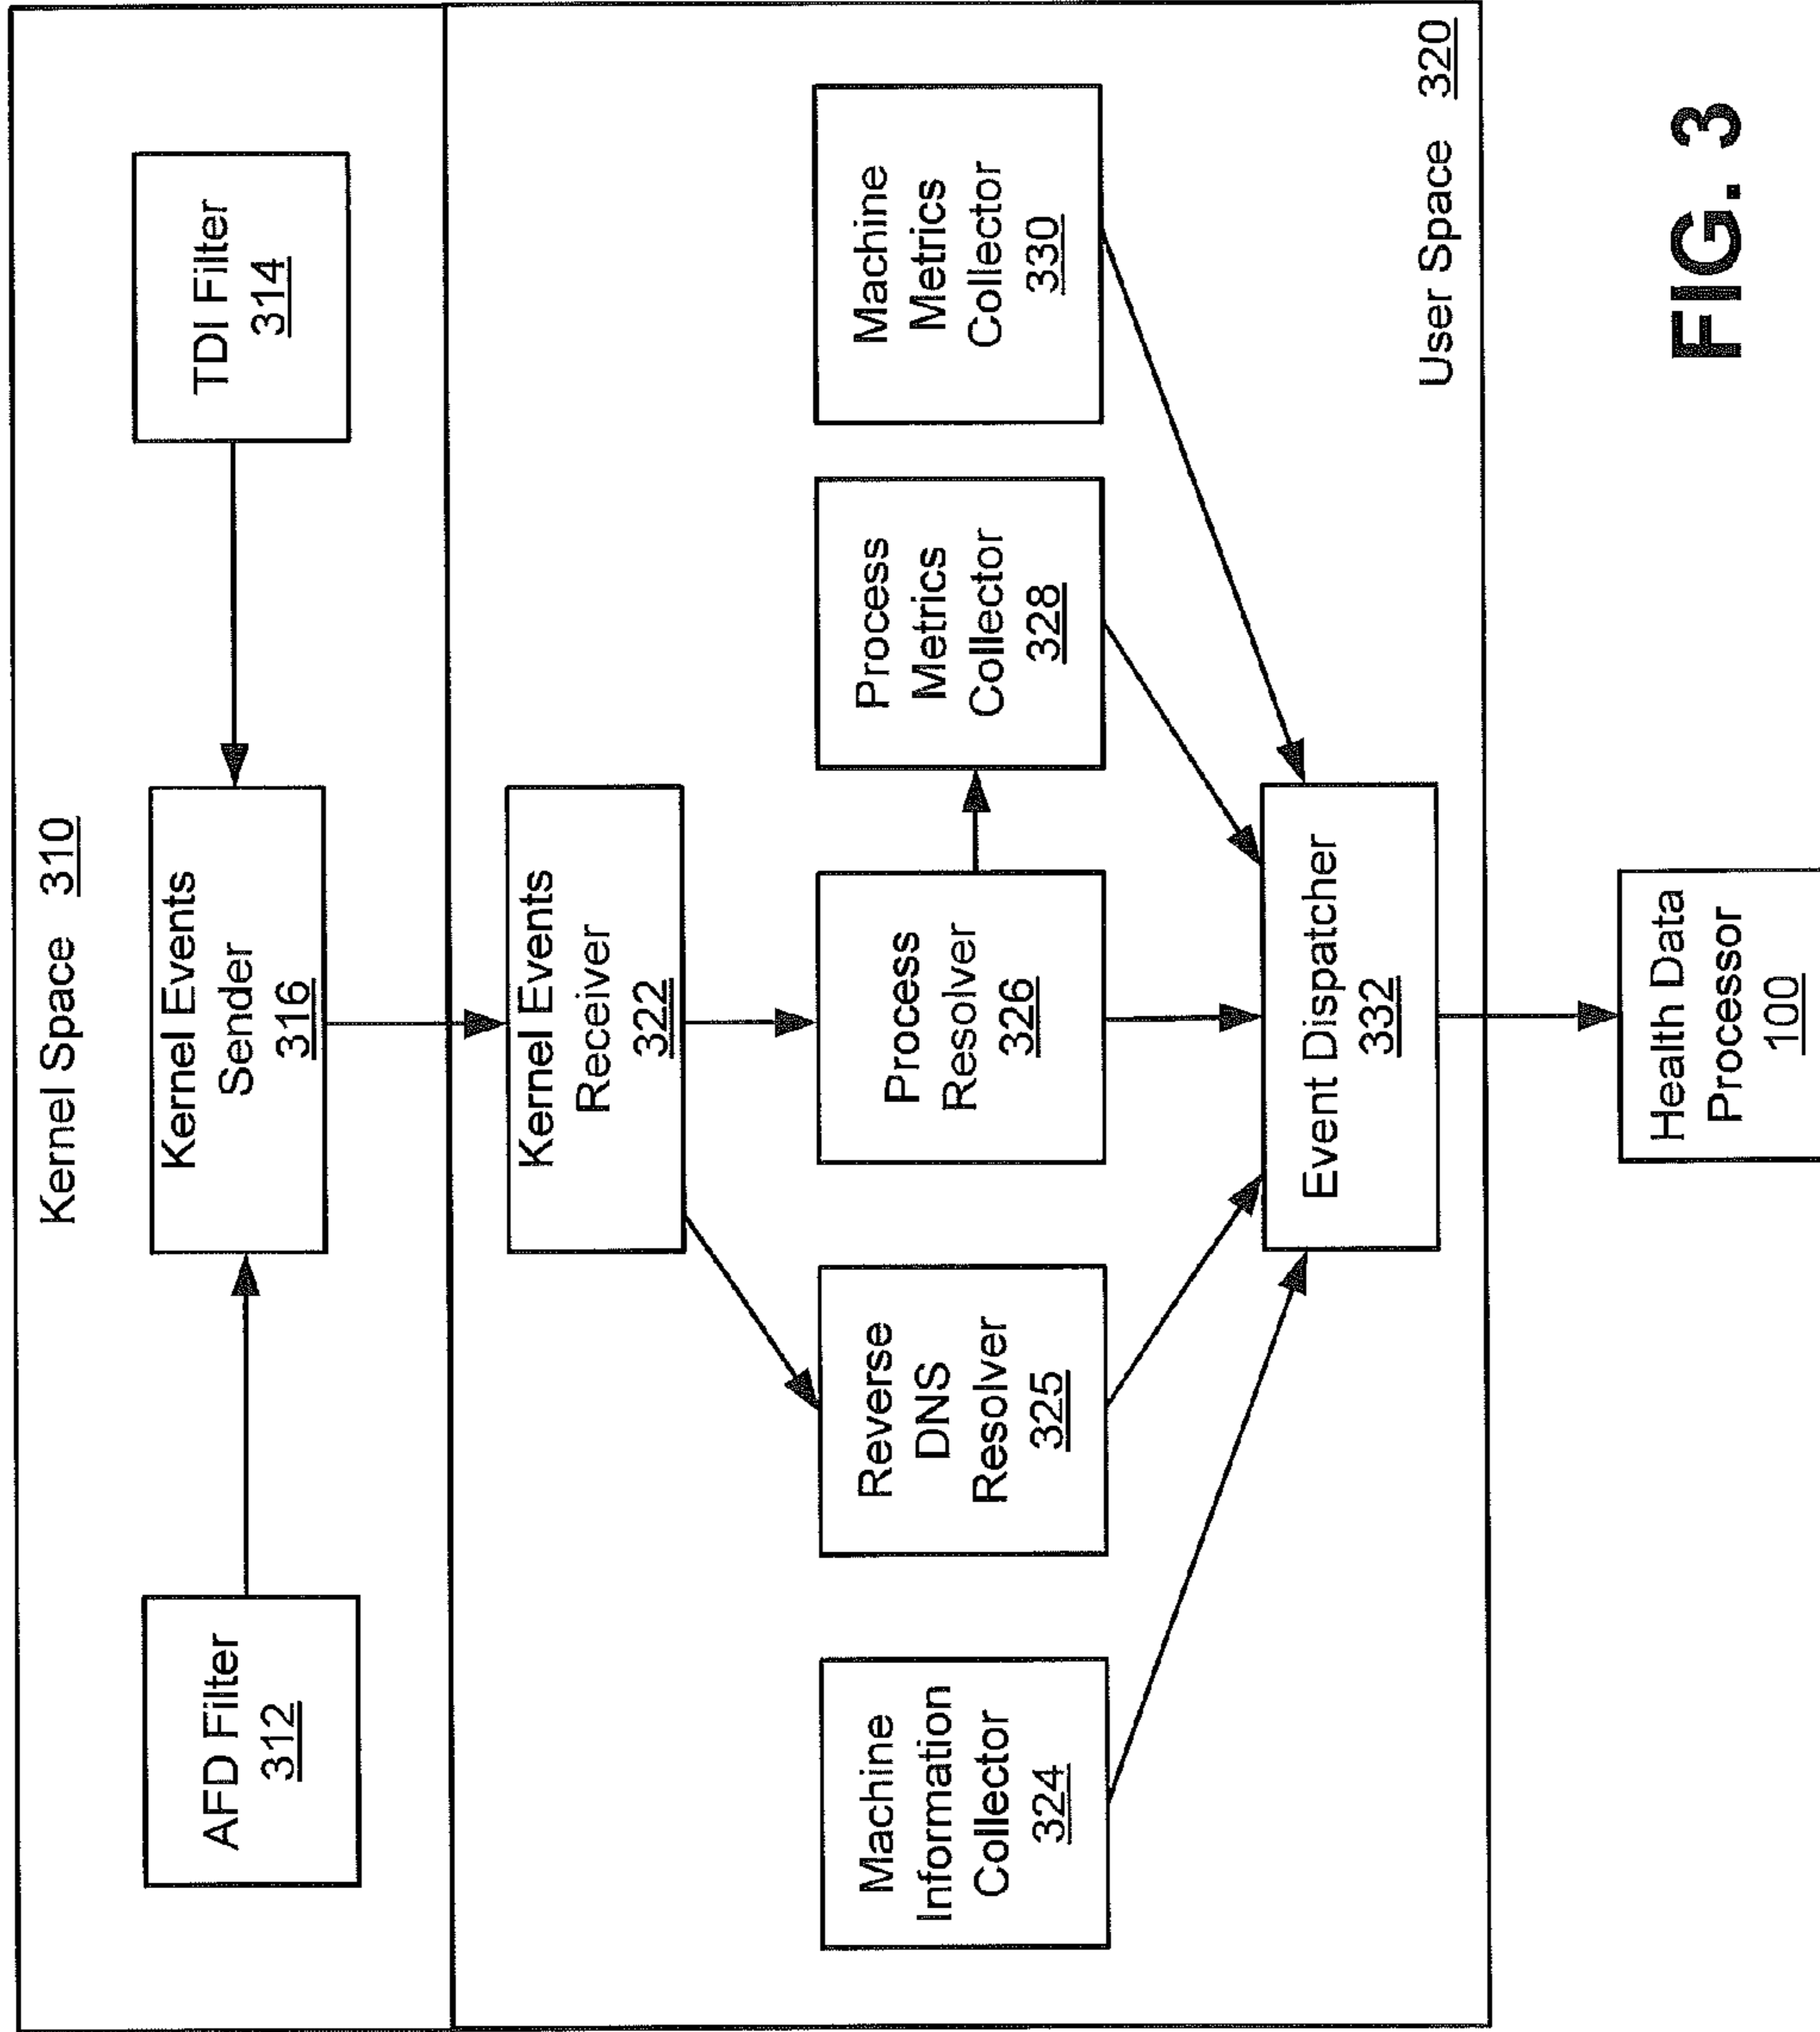 Kernel Space 310
AFD Filter
312
Kernel Events
Sender
316
TDI Filter
314
Kernel Events
Receiver
322
Machine
Information
Collector
324
Reverse
DNS
Resolver
325
Process
Resolver
326
Process
Metrics
Collector
328
Machine
Metrics
Collector
330
Event Dispatcher
332
User Space 320
Health Data
Processor
100
FIG. 3